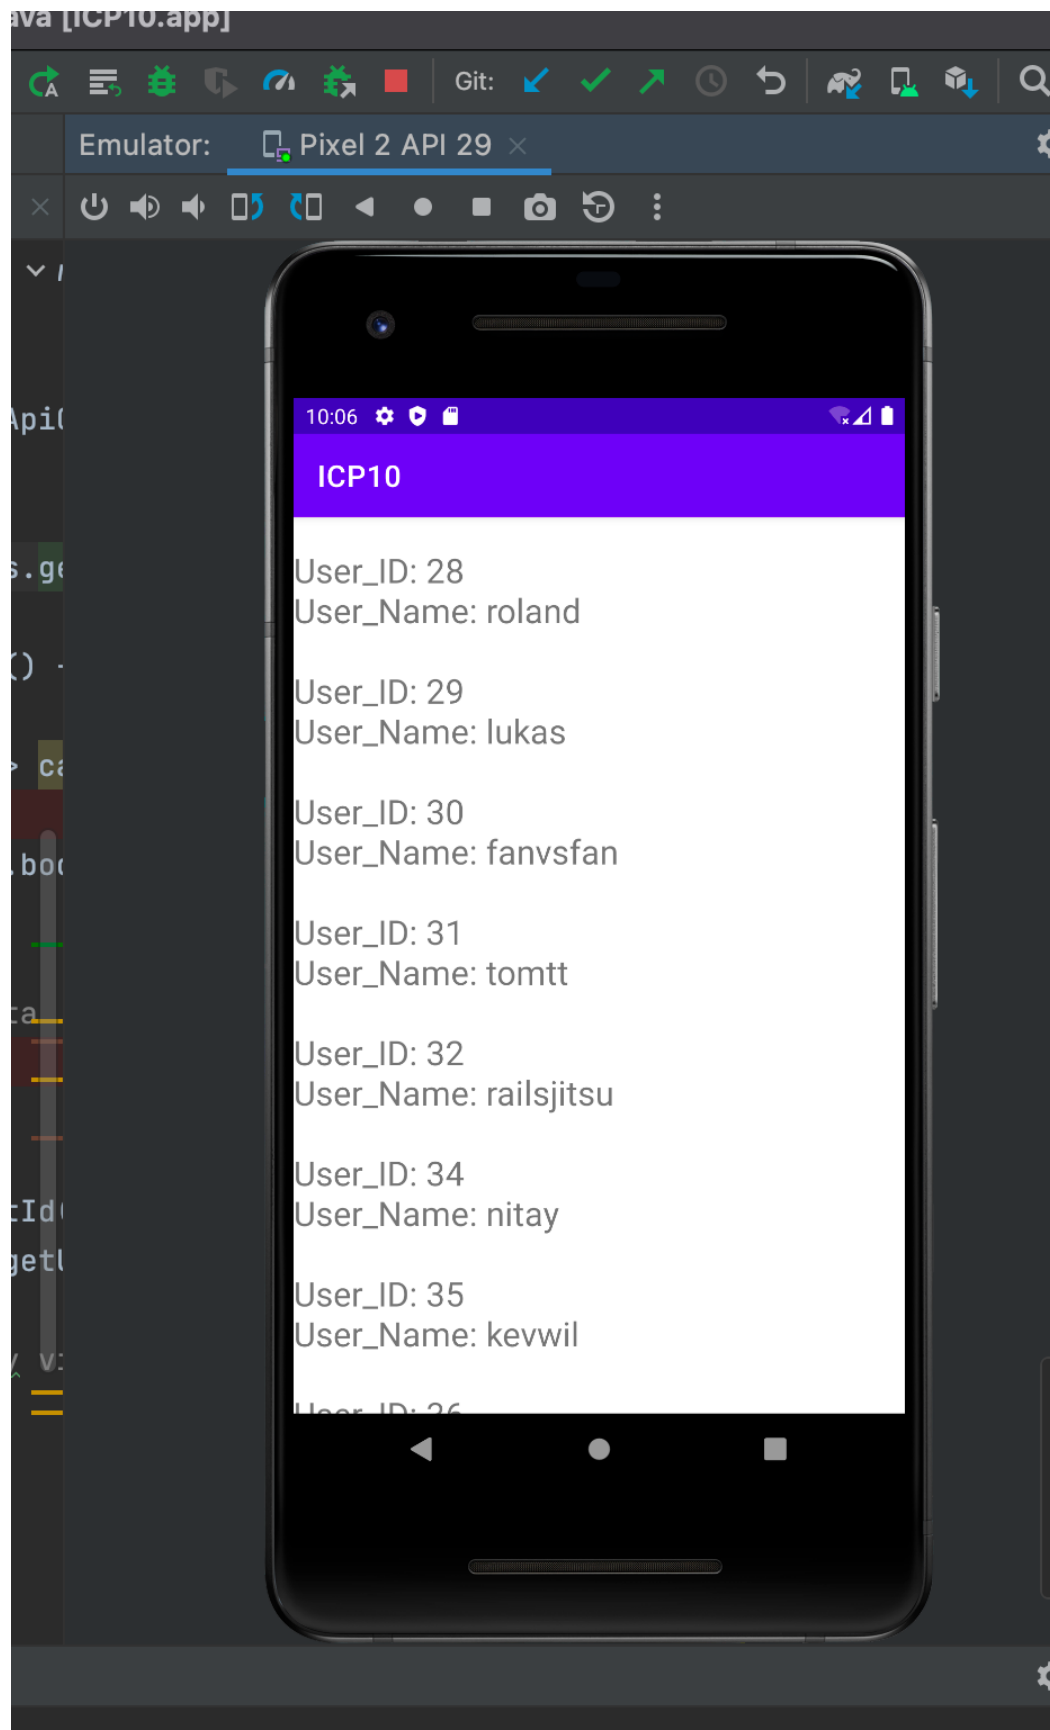 [ICP10.app]
Git:
Emulator: Pixel 2 API 29
10:06
ICP10
User_ID: 28
User_Name: roland
User_ID: 29
User_Name: lukas
User_ID: 30
User_Name: fanvsfan
User_ID: 31
User_Name: tomtt
User_ID: 32
User_Name: railsjitsu
User_ID: 34
User_Name: nitay
User_ID: 35
User_Name: kevwil
User_ID: 36